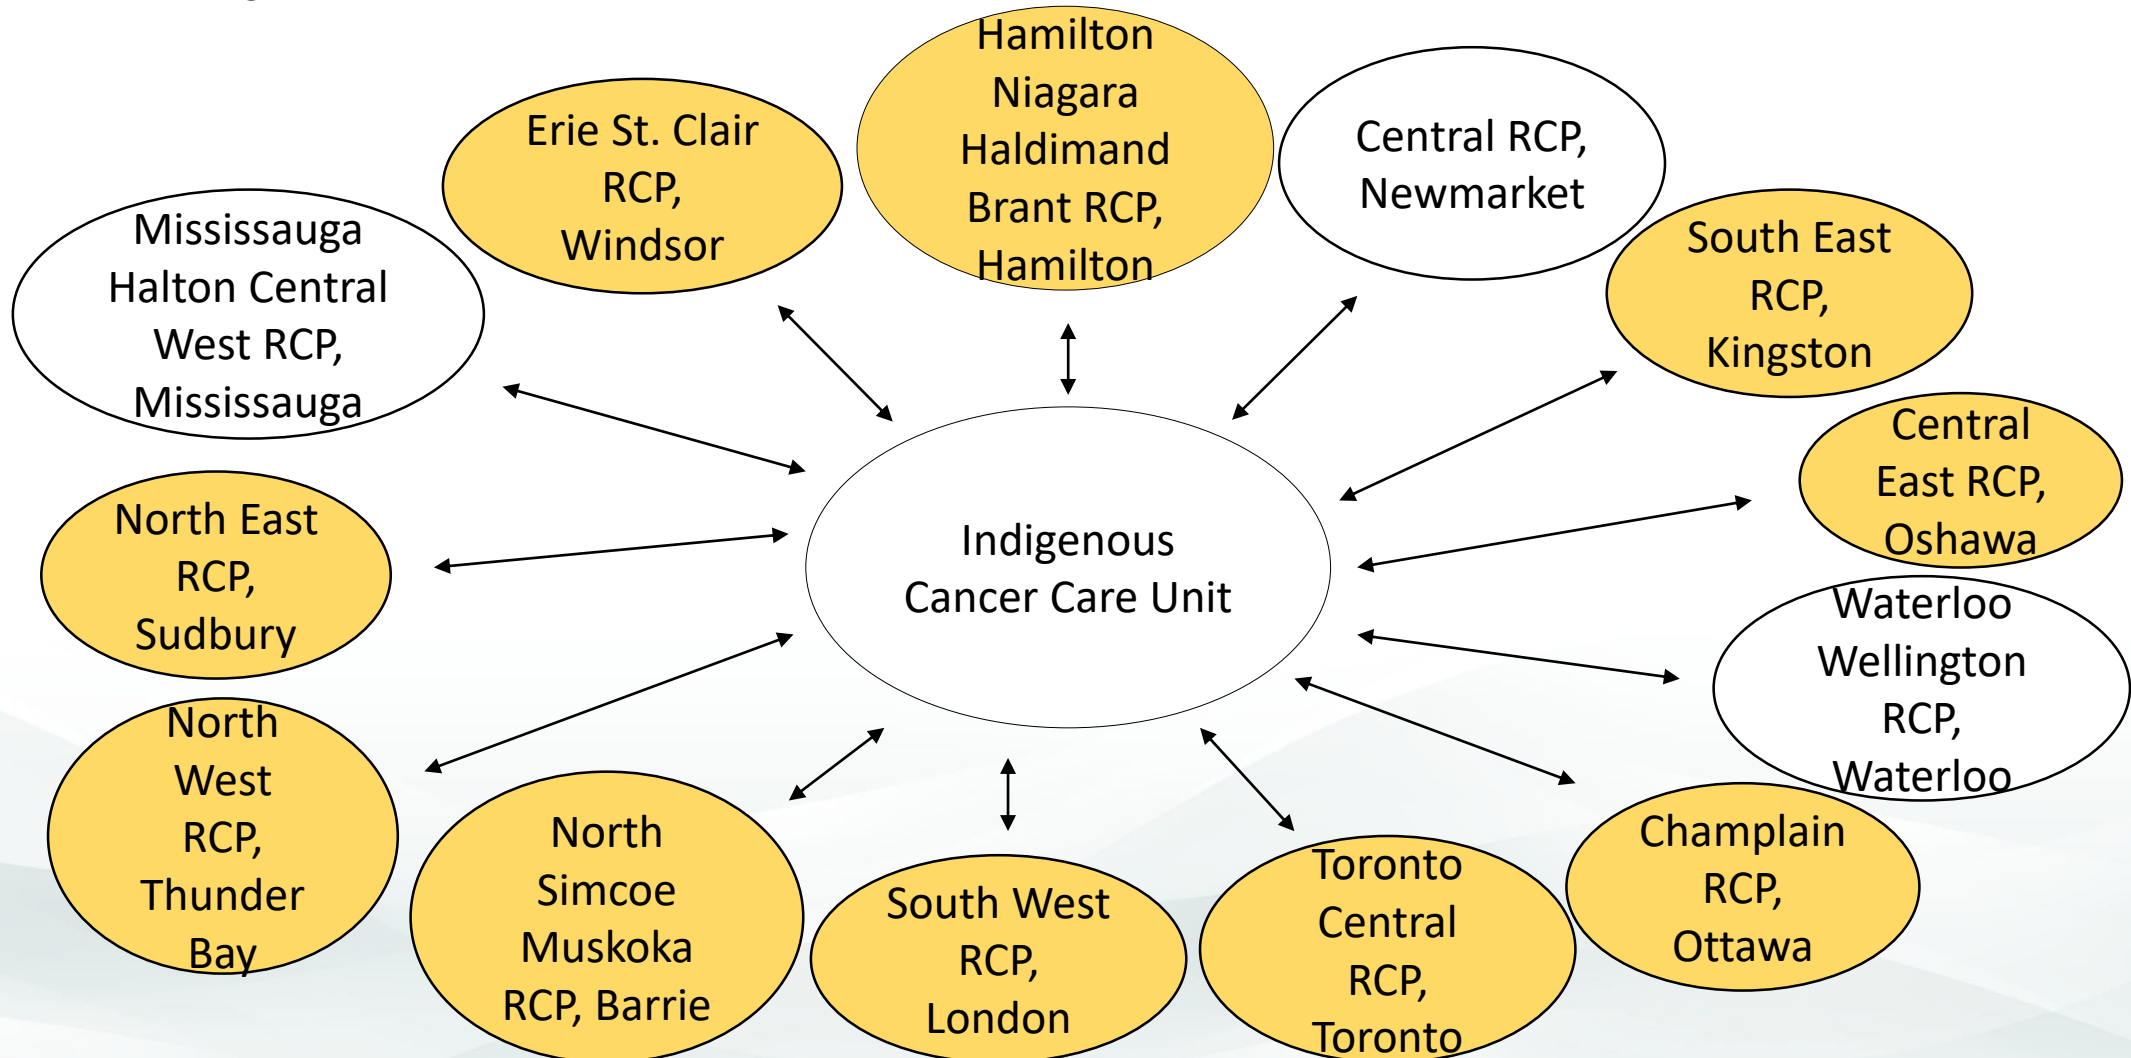 Hamilton
Niagara
Haldimand
Brant RCP,
Hamilton
Erie St. Clair
RCP,
Windsor
Central RCP,
Newmarket
Mississauga
Halton Central
West RCP,
Mississauga
South East
RCP,
Kingston
Central
East RCP,
Oshawa
North East
RCP,
Sudbury
Indigenous
Cancer Care Unit
Waterloo
Wellington
RCP,
Waterloo
North
West
RCP,
Thunder
Bay
North
Simcoe
Muskoka
RCP, Barrie
South West
RCP,
London
Toronto
Central
RCP,
Toronto
Champlain
RCP,
Ottawa